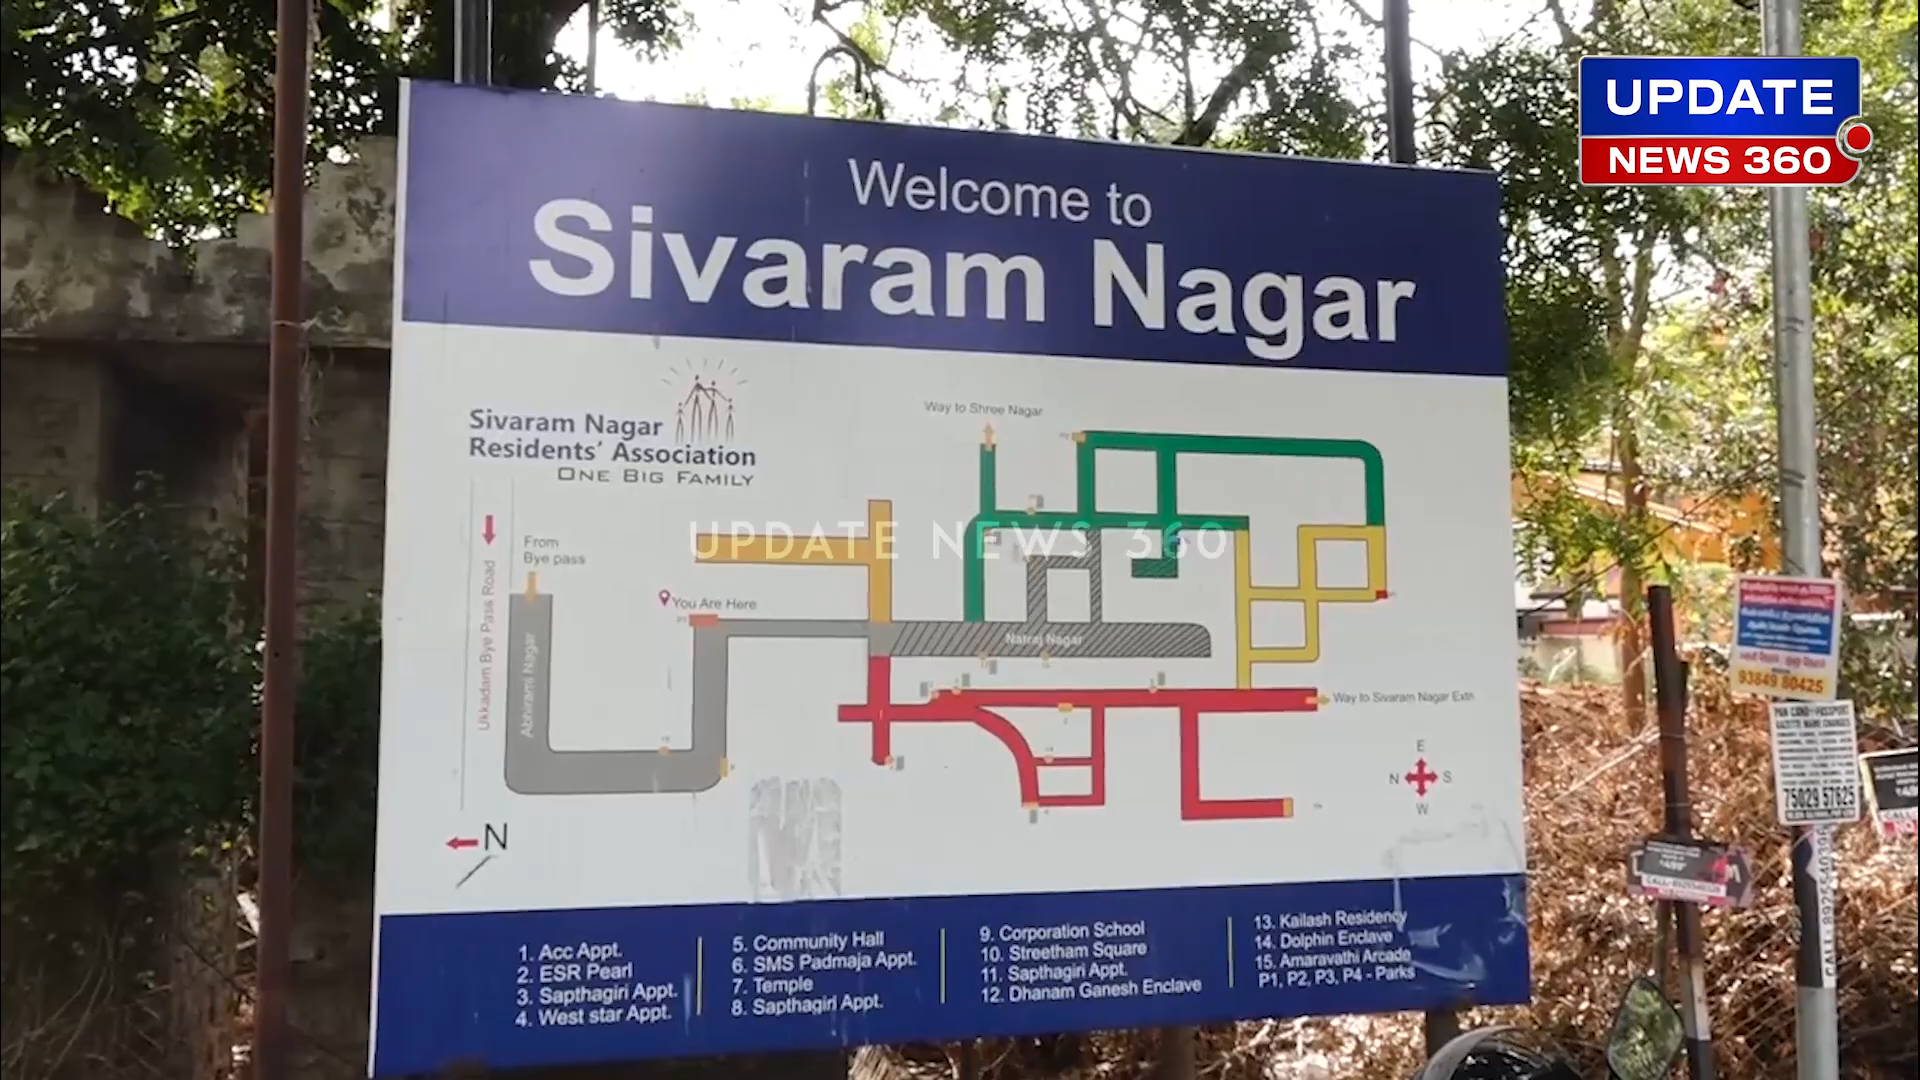 UPDATE
NEWS 360
Welcome to
Sivaram Nagar
Sivaram Nagar
Residents' Association
ONE BIG FAMILY
Way to Shree Nagar
From
Bye pass
Ukkadam Bye Pass Road
Abhirami Nagar
You Are Here
UPDATE NEWS 360
Natraj Nagar
Way to Sivaram Nagar Extn
E
N
S
W
N
1. Acc Appt.
2. ESR Pearl
3. Sapthagiri Appt.
4. West star Appt.
5. Community Hall
6. SMS Padmaja Appt.
7. Temple
8. Sapthagiri Appt.
9. Corporation School
10. Streetham Square
11. Sapthagiri Appt.
12. Dhanam Ganesh Enclave
13. Kailash Residency
14. Dolphin Enclave
15. Amaravathi Arcade
P1, P2, P3, P4 - Parks
93849 80425
PAN CARD - PASSPORT
75029 57625